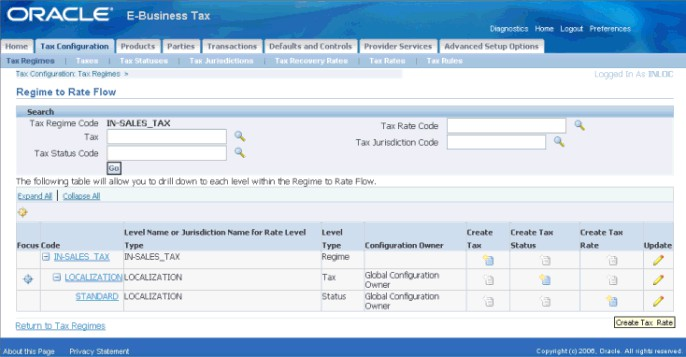 ORACLE® E-Business Tax
Diagnostics Home Logout Preferences
Home Tax Configuration Products Parties Transactions Defaults and Controls Provider Services Advanced Setup Options
Tax Regimes | Taxes | Tax Statuses | Tax Jurisdictions | Tax Recovery Rates | Tax Rates | Tax Rules
Tax Configuration: Tax Regimes »
Logged In As INLOC
Regime to Rate Flow
Search
Tax Regime Code IN-SALES_TAX
Tax Rate Code
Tax
Tax Jurisdiction Code
Tax Status Code
Go
The following table will allow you to drill down to each level within the Regime to Rate Flow.
Expand All | Collapse All
Focus Code Level Name or Jurisdiction Name for Rate Level Type Level Type Configuration Owner Create Tax Create Tax Status Create Tax Rate Update
IN-SALES_TAX IN-SALES_TAX Regime
LOCALIZATION LOCALIZATION Tax Global Configuration Owner
STANDARD LOCALIZATION Status Global Configuration Owner
Create Tax Rate
Return to Tax Regimes
About this Page Privacy Statement
Copyright (c) 2006, Oracle. All rights reserved.